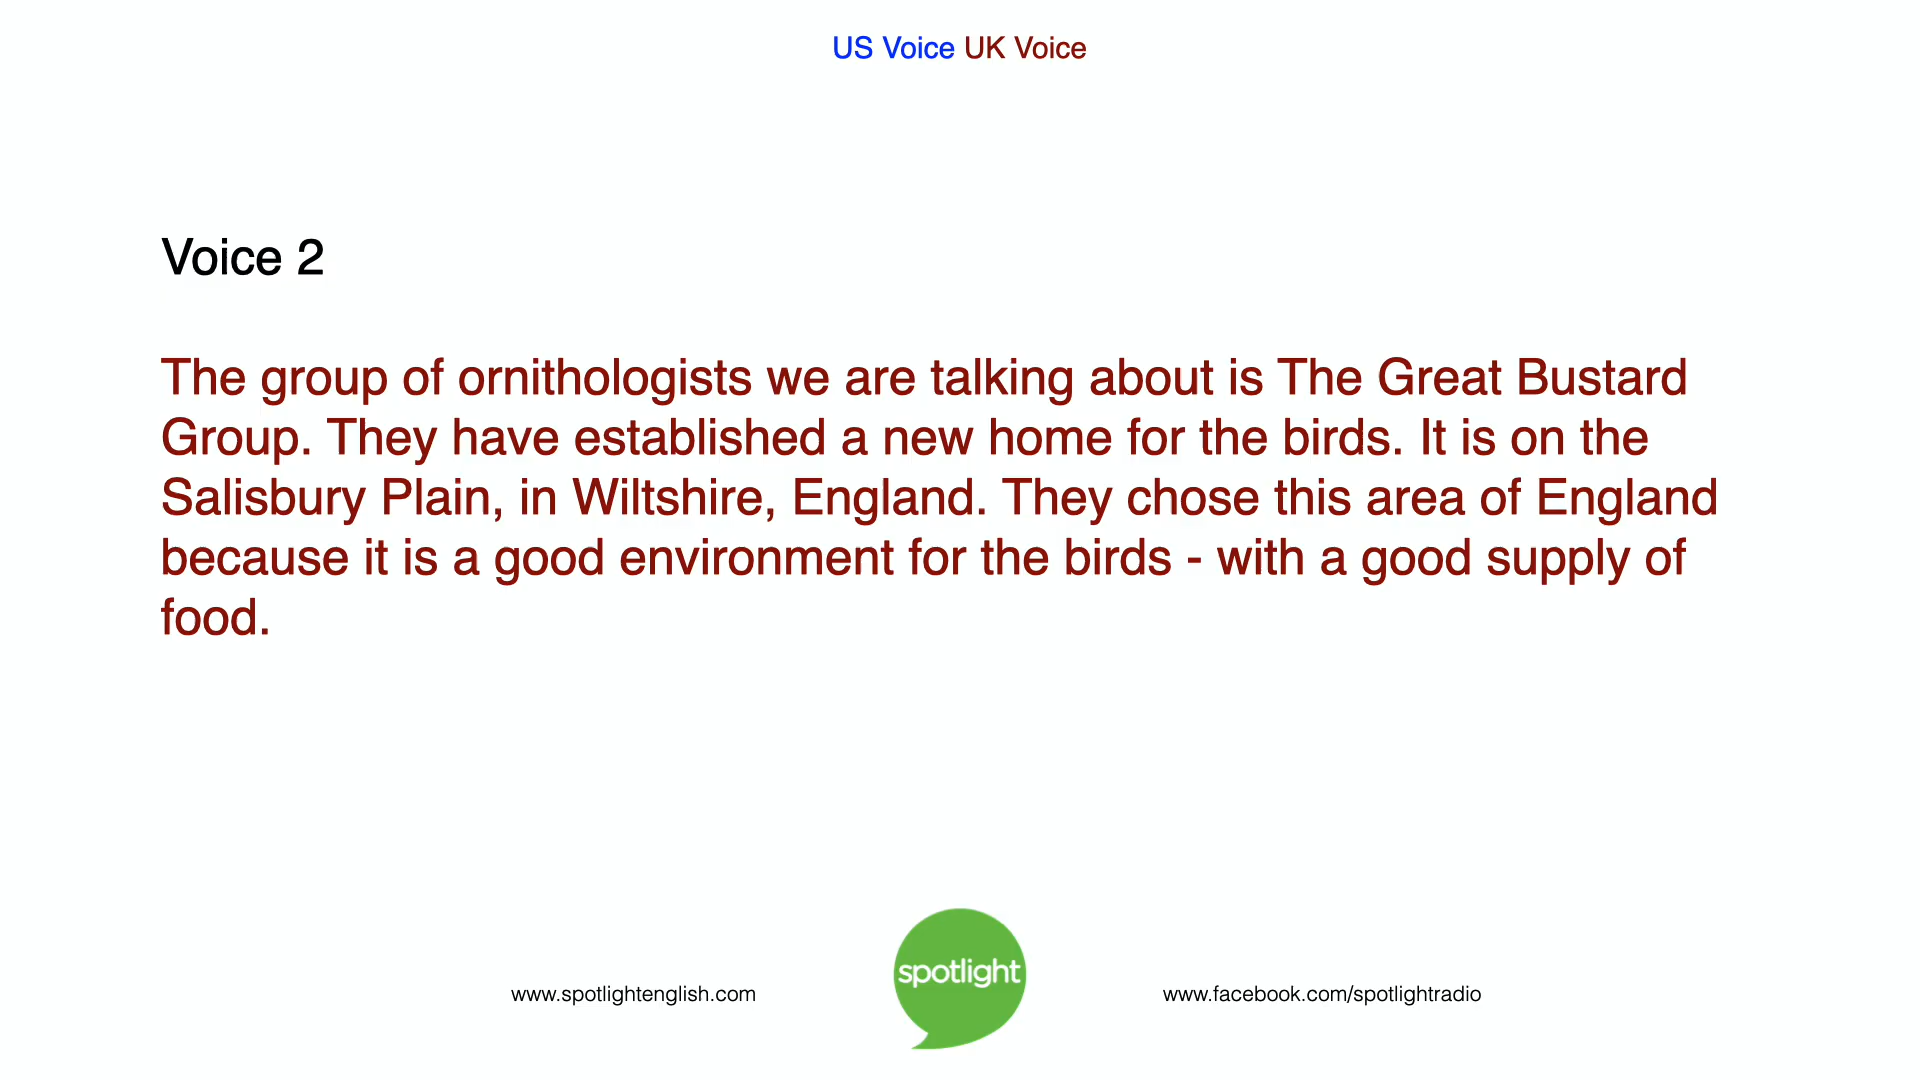 US Voice UK Voice
Voice 2
The group of ornithologists we are talking about is The Great Bustard
Group. They have established a new home for the birds. It is on the
Salisbury Plain, in Wiltshire, England. They chose this area of England
because it is a good environment for the birds - with a good supply of
food.
spotlight
www.spotlightenglish.com
www.facebook.com/spotlightradio